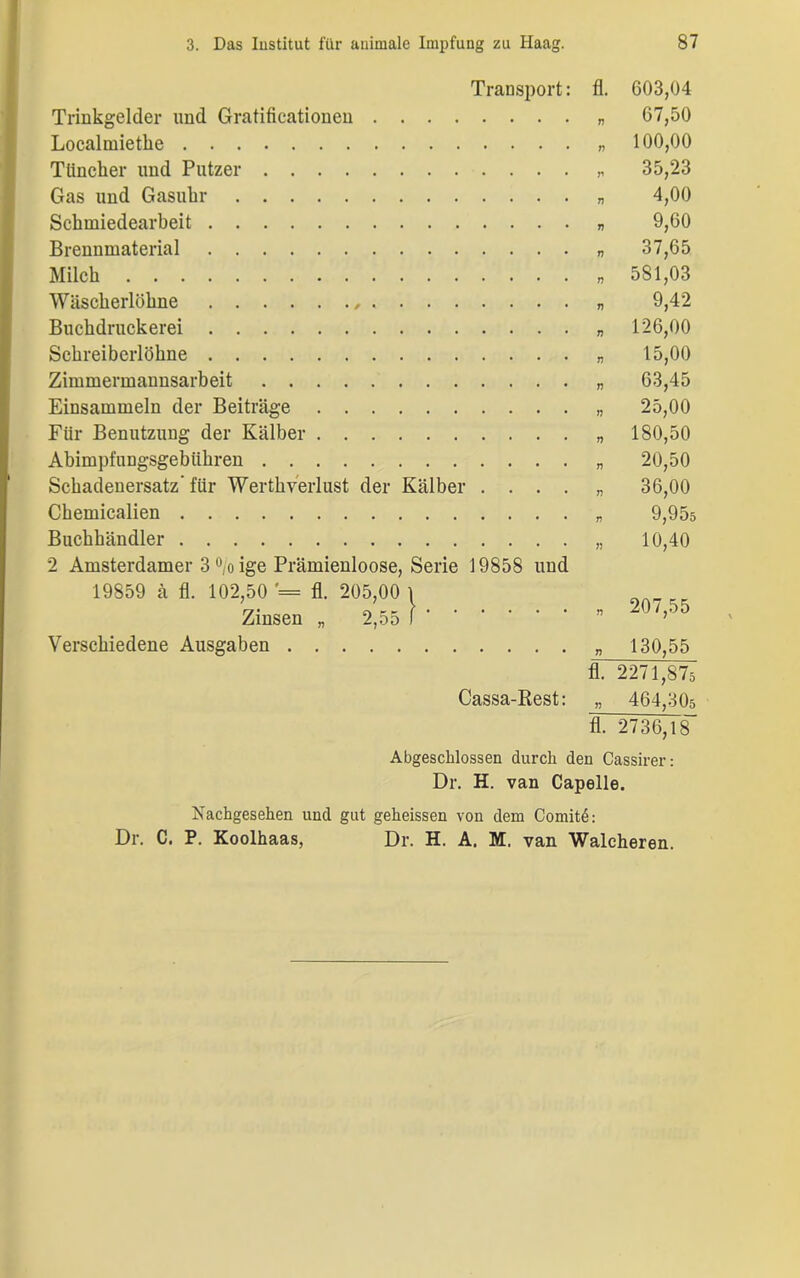 3. Das Institut für animale Impfung zu Haag. 87
Transport: fl. 603,04
Trinkgelder und Gratificationen . . . . . . . . „ 67,50
Localmiethe . . . . . . . . . . . . . . . „ 100,00
Tüncher und Putzer . . . . . . . . . . . . „ 35,23
Gas und Gasuhr . . . . . . . . . . . . . „ 4,00
Schmiedearbeit . . . . . . . . . . . . . . „ 9,60
Brennmaterial . . . . . . . . . . . . . . „ 37,65
Milch . . . . . . . . . . . . . . . . . „ 581,03
Wäscherlöhne . . . . . . . . . . . . . . „ 9,42
Buchdruckerei . . . . . . . . . . . . . . „ 126,00
Schreiberlöhne . . . . . . . . . . . . . . „ 15,00
Zimmermannsarbeit . . . . . . . . . . . . „ 63,45
Einsammeln der Beiträge . . . . . . . . . . „ 25,00
Für Benutzung der Kälber . . . . . . . . . . „ 180,50
Abimpfungsgebühren . . . . . . . . . . . . „ 20,50
Schadenersatz für Werthverlust der Kälber . . . . „ 36,00
Chemicalien . . . . . . . . . . . . . . . „ 9,955
Buchhändler . . . . . . . . . . . . . . . „ 10,40
2 Amsterdamer 3 %ige Prämienloose, Serie 19858 und
19859 à fl. 102,50 = fl. 205,00 }
Zinsen „ 2,55 } . . . . . . „ 207,55
Verschiedene Ausgaben . . . . . . . . . . . „ 130,55
fl. 2271,875
Cassa-Rest: „ 464,305
fl. 2736,18
Abgeschlossen durch den Cassirer:
Dr. H. van Capelle.
Nachgesehen und gut geheissen von dem Comité:
Dr. C. P. Koolhaas, Dr. H. A. M. van Walcheren.